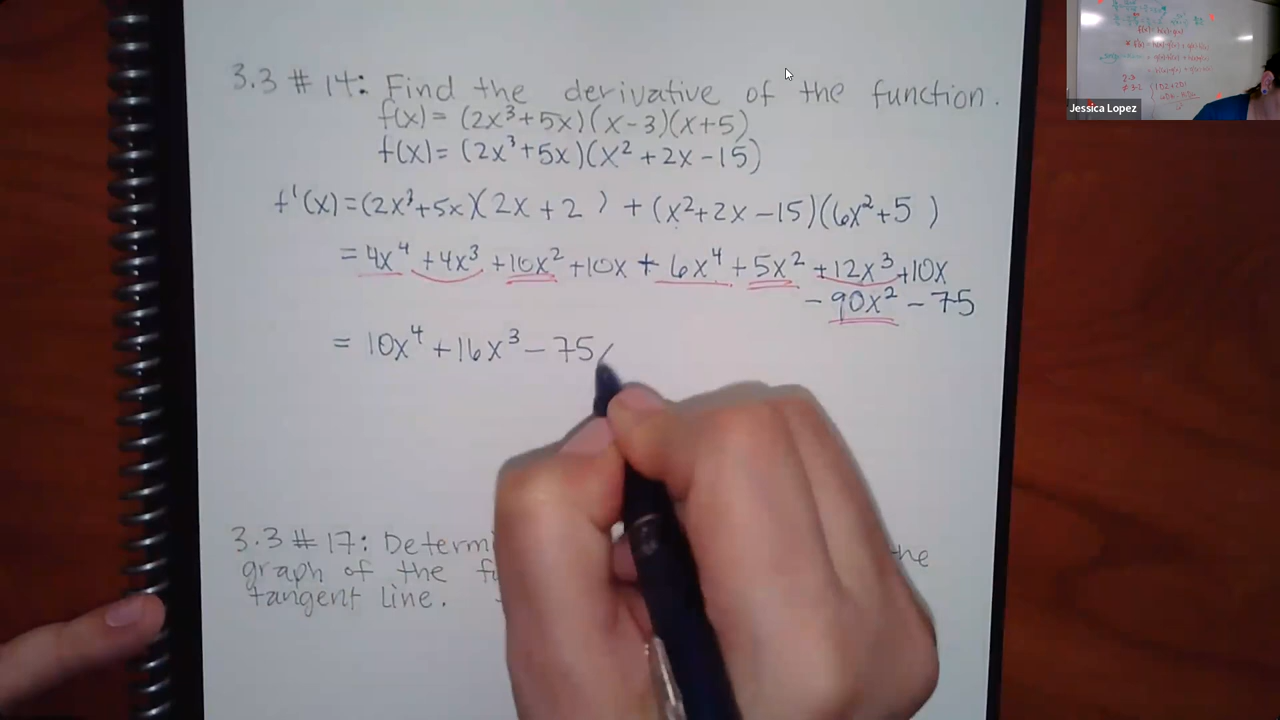 3.3 # 14: Find the derivative of the function.
f(x) = (2x³+5x)(x-3)(x+5)
f(x) = (2x³+5x)(x² +2x-15)
f'(x) = (2x³+5x)(2x+2 ) + (x²+2x-15)(6x²+5 )
= 4x⁴ +4x³ +10x² +10x + 6x⁴ +5x² +12x³ +10x
- 90x² - 75
= 10x⁴ +16x³ - 75
3.3 # 17: Determi he
graph of the
tangent line.
Jessica Lopez